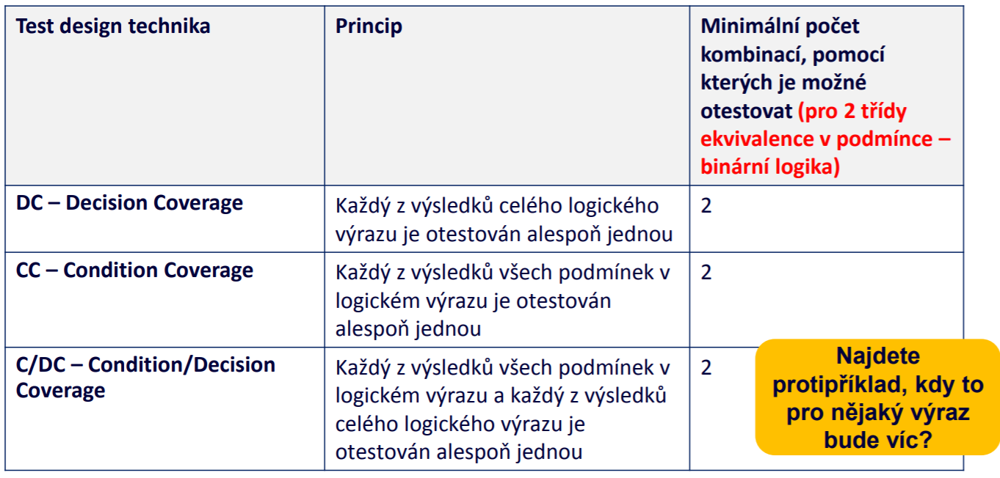 Test design technika
Princip
Minimální počet
kombinací, pomocí
kterých je možné
otestovat (pro 2 třídy
ekvivalence v podmínce –
binární logika)
DC – Decision Coverage
Každý z výsledků celého logického
výrazu je otestován alespoň jednou
2
CC – Condition Coverage
Každý z výsledků všech podmínek v
logickém výrazu je otestován
alespoň jednou
2
C/DC – Condition/Decision
Coverage
Každý z výsledků všech podmínek v
logickém výrazu a každý z výsledků
celého logického výrazu je
otestován alespoň jednou
2
Najdete
protipříklad, kdy to
pro nějaký výraz
bude víc?